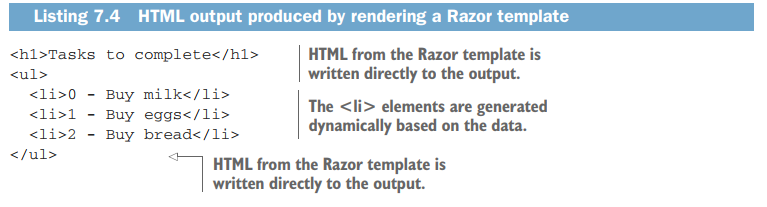 Listing 7.4 HTML output produced by rendering a Razor template
<h1>Tasks to complete</h1>
<ul>
<li>0 - Buy milk</li>
<li>1 - Buy eggs</li>
<li>2 - Buy bread</li>
</ul>
HTML from the Razor template is
written directly to the output.
The <li> elements are generated
dynamically based on the data.
HTML from the Razor template is
written directly to the output.